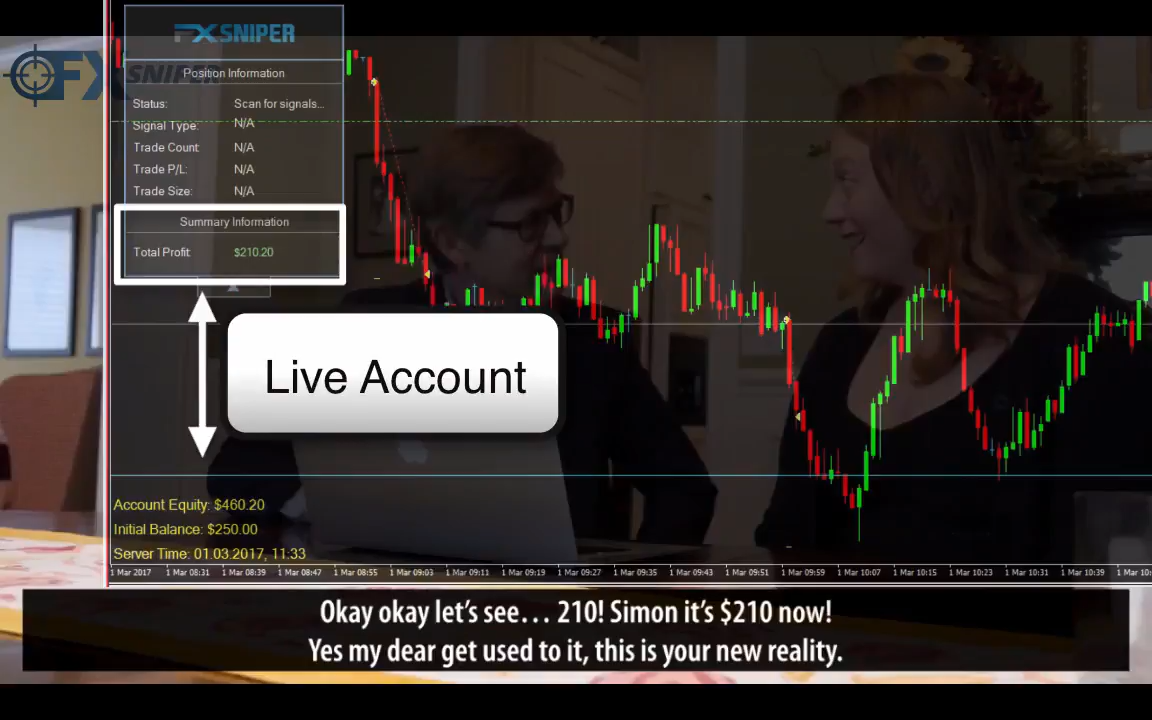 FXSNIPER
FXSNIPER
Position Information
Status: Scan for signals...
Signal Type: N/A
Trade Count: N/A
Trade P/L: N/A
Trade Size: N/A
Summary Information
Total Profit: $210.20
Live Account
Account Equity: $460.20
Initial Balance: $250.00
Server Time: 01.03.2017, 11:33
1 Mar 2017 1 Mar 08:31 1 Mar 08:39 1 Mar 08:47 1 Mar 08:55 1 Mar 09:03 1 Mar 09:11 1 Mar 09:19 1 Mar 09:27 1 Mar 09:35 1 Mar 09:43 1 Mar 09:51 1 Mar 09:59 1 Mar 10:07 1 Mar 10:15 1 Mar 10:23 1 Mar 10:31 1 Mar 10:39 1 Mar 10:
Okay okay let's see... 210! Simon it's $210 now!
Yes my dear get used to it, this is your new reality.